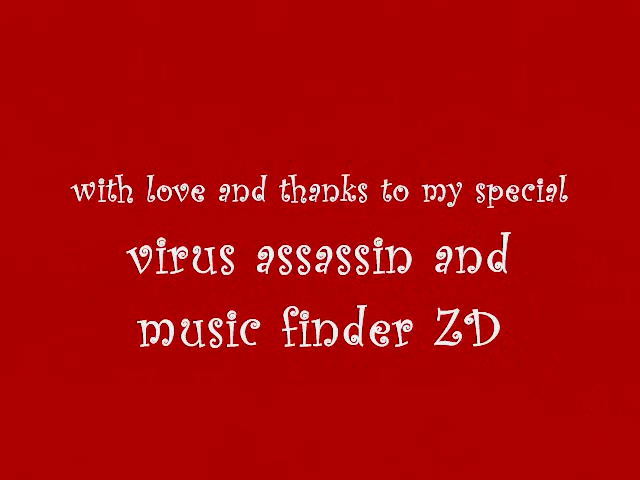 with love and thanks to my special
virus assassin and
music finder ZD